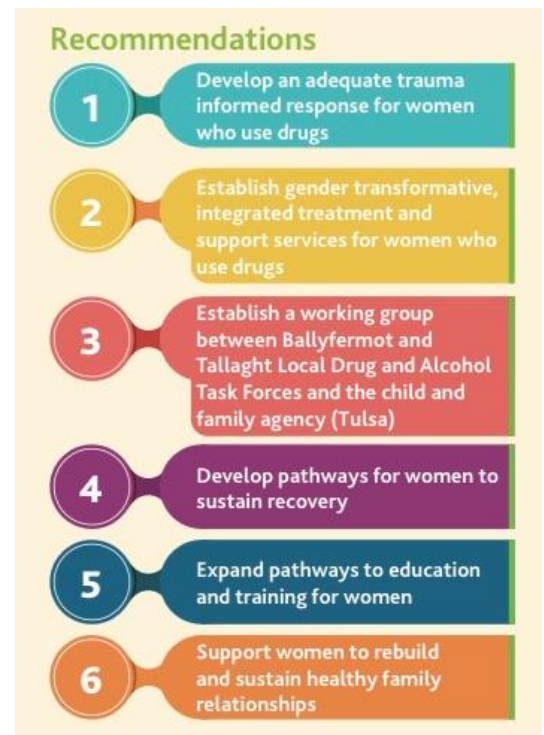 Recommendations
1
Develop an adequate trauma
informed response for women
who use drugs
2
Establish gender transformative,
integrated treatment and
support services for women who
use drugs
3
Establish a working group
between Ballyfermot and
Tallaght Local Drug and Alcohol
Task Forces and the child and
family agency (Tulsa)
4
Develop pathways for women to
sustain recovery
5
Expand pathways to education
and training for women
6
Support women to rebuild
and sustain healthy family
relationships